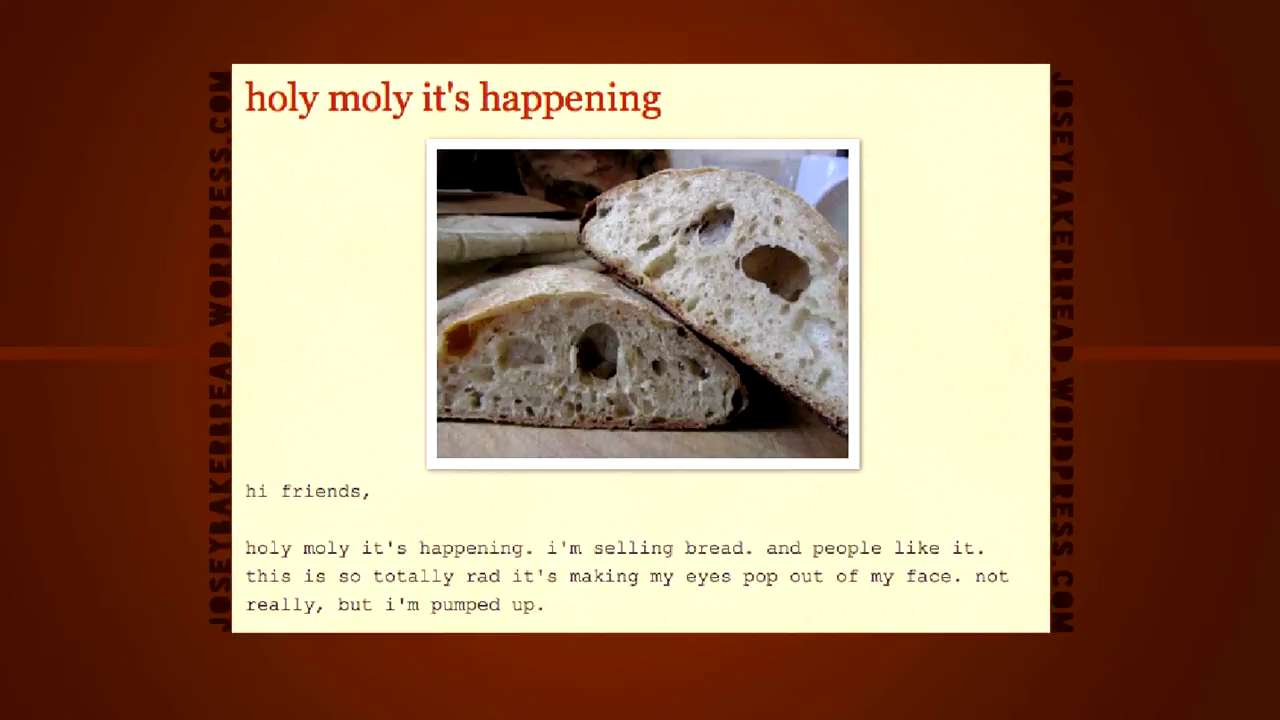 holy moly it's happening
JOSEYBAKERBREAD.WORDPRESS.COM
JOSEYBAKERBREAD.WORDPRESS.COM
hi friends,
holy moly it's happening. i'm selling bread. and people like it.
this is so totally rad it's making my eyes pop out of my face. not
really, but i'm pumped up.